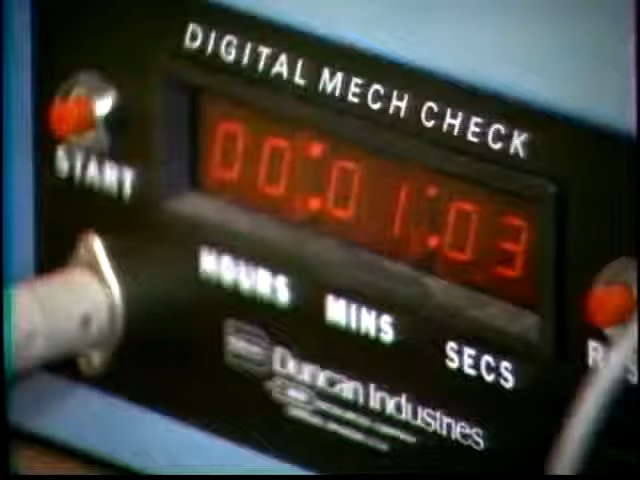 DIGITAL MECH CHECK
00:01:03
START
HOURS MINS SECS
Duncan Industries